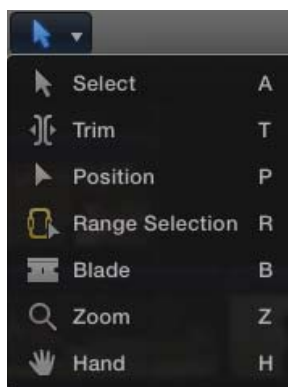 Select A
Trim T
Position P
Range Selection R
Blade B
Zoom Z
Hand H